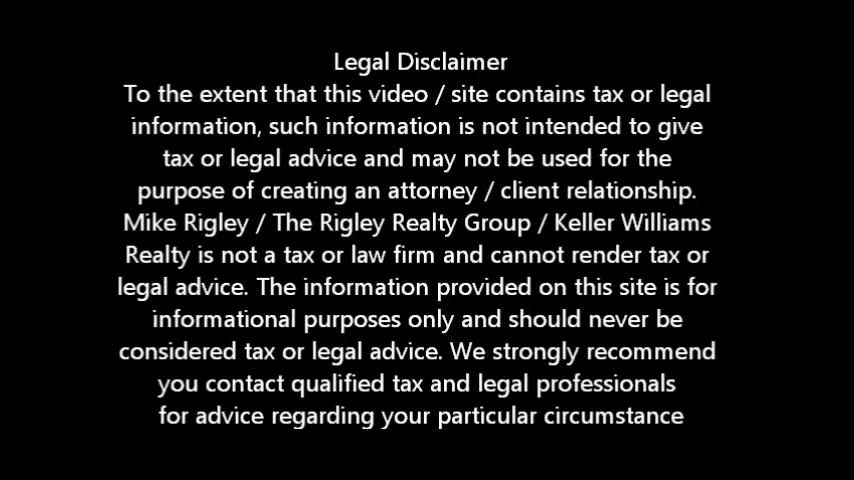 Legal Disclaimer
To the extent that this video / site contains tax or legal
information, such information is not intended to give
tax or legal advice and may not be used for the
purpose of creating an attorney / client relationship.
Mike Rigley / The Rigley Realty Group / Keller Williams
Realty is not a tax or law firm and cannot render tax or
legal advice. The information provided on this site is for
informational purposes only and should never be
considered tax or legal advice. We strongly recommend
you contact qualified tax and legal professionals
for advice regarding your particular circumstance